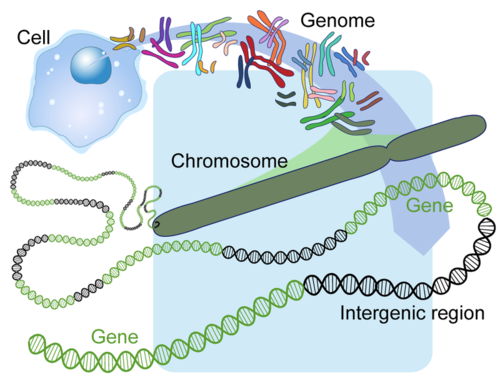 Cell
Genome
Chromosome
Gene
Intergenic region
Gene